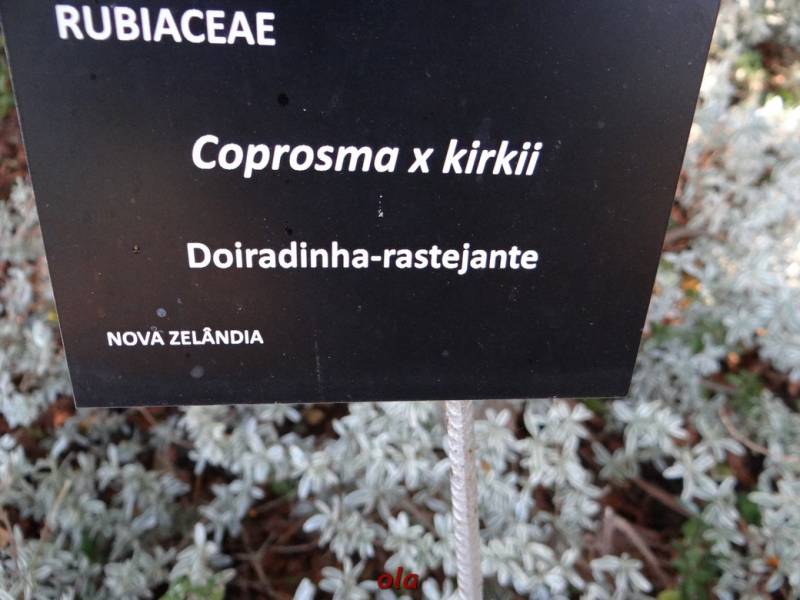 RUBIACEAE
Coprosma x kirkii
Doiradinha-rastejante
NOVA ZELÂNDIA
ola